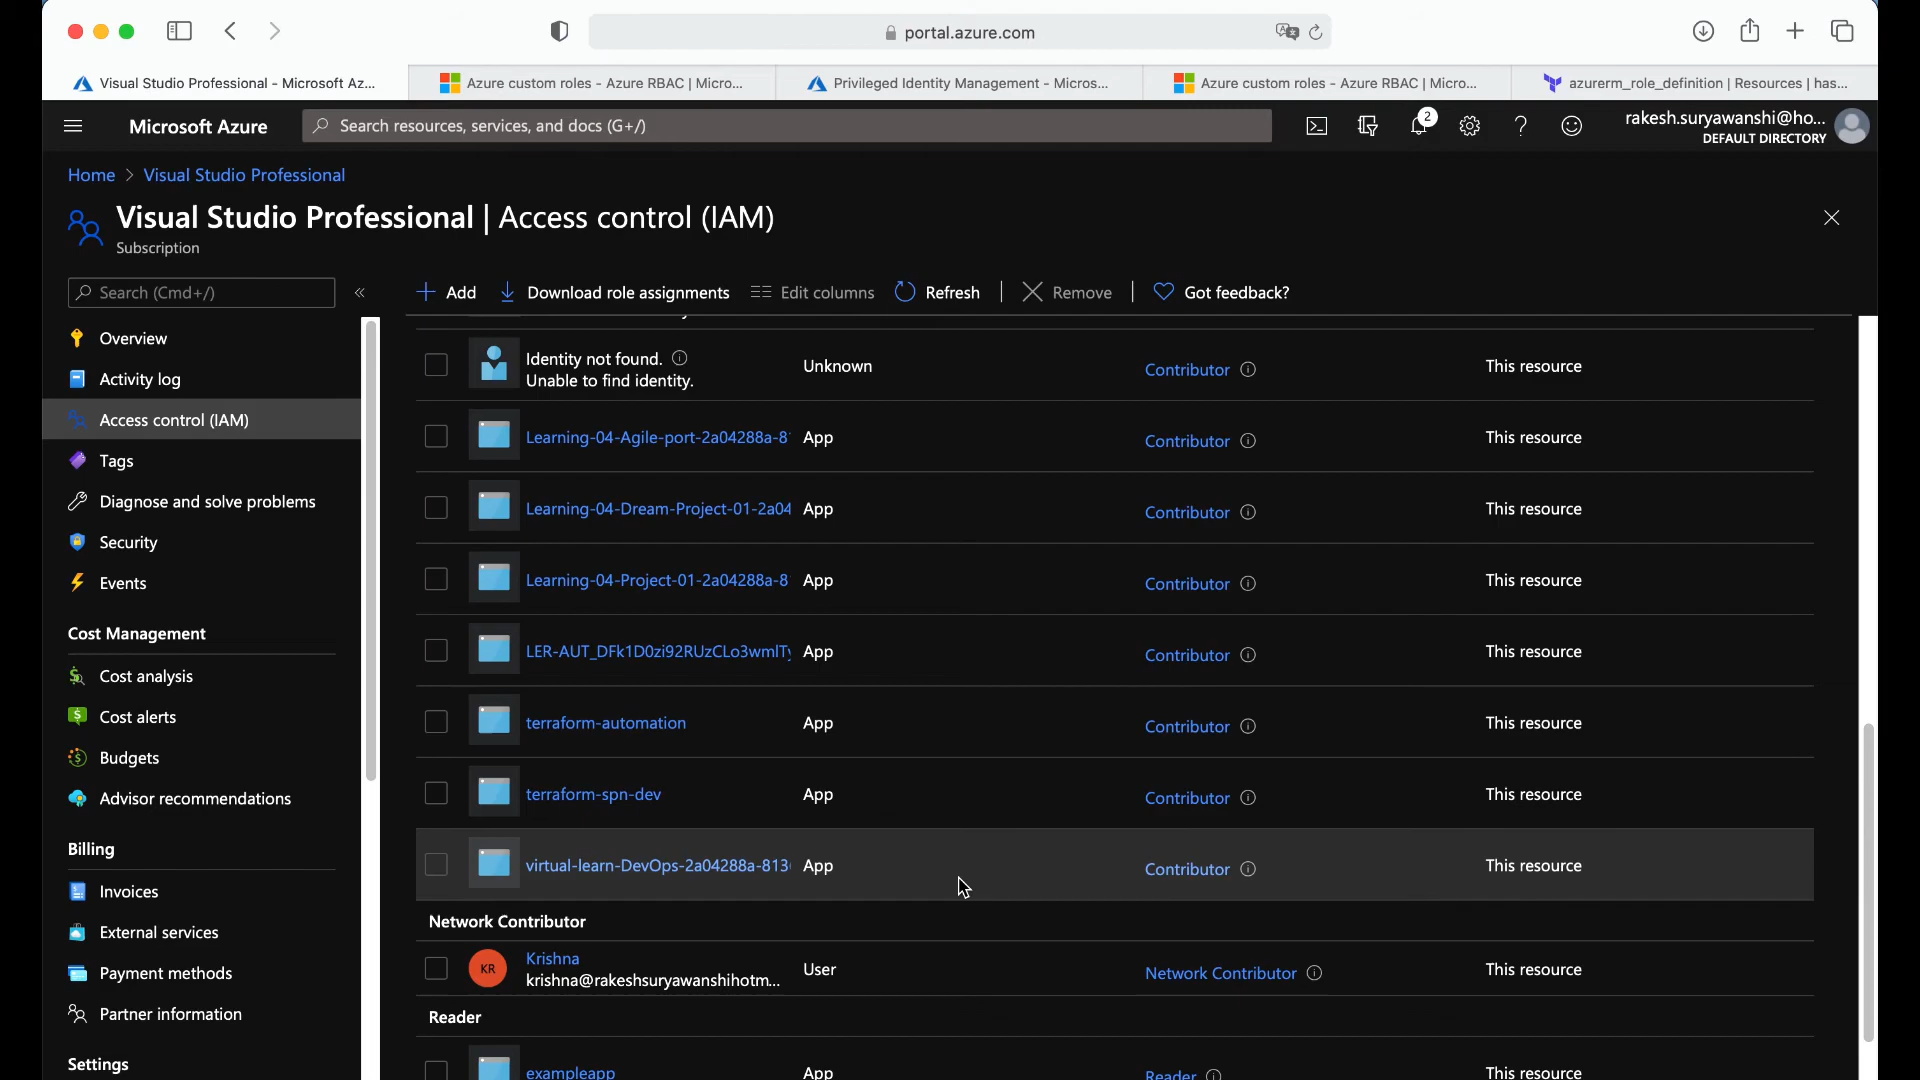 portal.azure.com
Visual Studio Professional - Microsoft Az...
Azure custom roles - Azure RBAC | Micro...
Privileged Identity Management - Micros...
Azure custom roles - Azure RBAC | Micro...
azurerm_role_definition | Resources | has...
Microsoft Azure
Search resources, services, and docs (G+/)
2
rakesh.suryawanshi@ho...
DEFAULT DIRECTORY
Home > Visual Studio Professional
Visual Studio Professional | Access control (IAM)
Subscription
Search (Cmd+/)
Add
Download role assignments
Edit columns
Refresh
Remove
Got feedback?
Overview
Activity log
Access control (IAM)
Tags
Diagnose and solve problems
Security
Events
Cost Management
Cost analysis
Cost alerts
Budgets
Advisor recommendations
Billing
Invoices
External services
Payment methods
Partner information
Settings
Identity not found.
Unable to find identity.
Unknown
Contributor
This resource
Learning-04-Agile-port-2a04288a-8
App
Contributor
This resource
Learning-04-Dream-Project-01-2a04
App
Contributor
This resource
Learning-04-Project-01-2a04288a-8
App
Contributor
This resource
LER-AUT_DFk1D0zi92RUzCLo3wmlTy
App
Contributor
This resource
terraform-automation
App
Contributor
This resource
terraform-spn-dev
App
Contributor
This resource
virtual-learn-DevOps-2a04288a-813
App
Contributor
This resource
Network Contributor
KR
Krishna
krishna@rakeshsuryawanshihotm...
User
Network Contributor
This resource
Reader
exampleapp
App
Reader
This resource